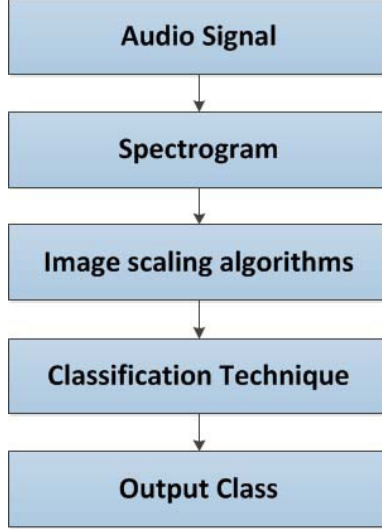 Audio Signal
Spectrogram
Image scaling algorithms
Classification Technique
Output Class